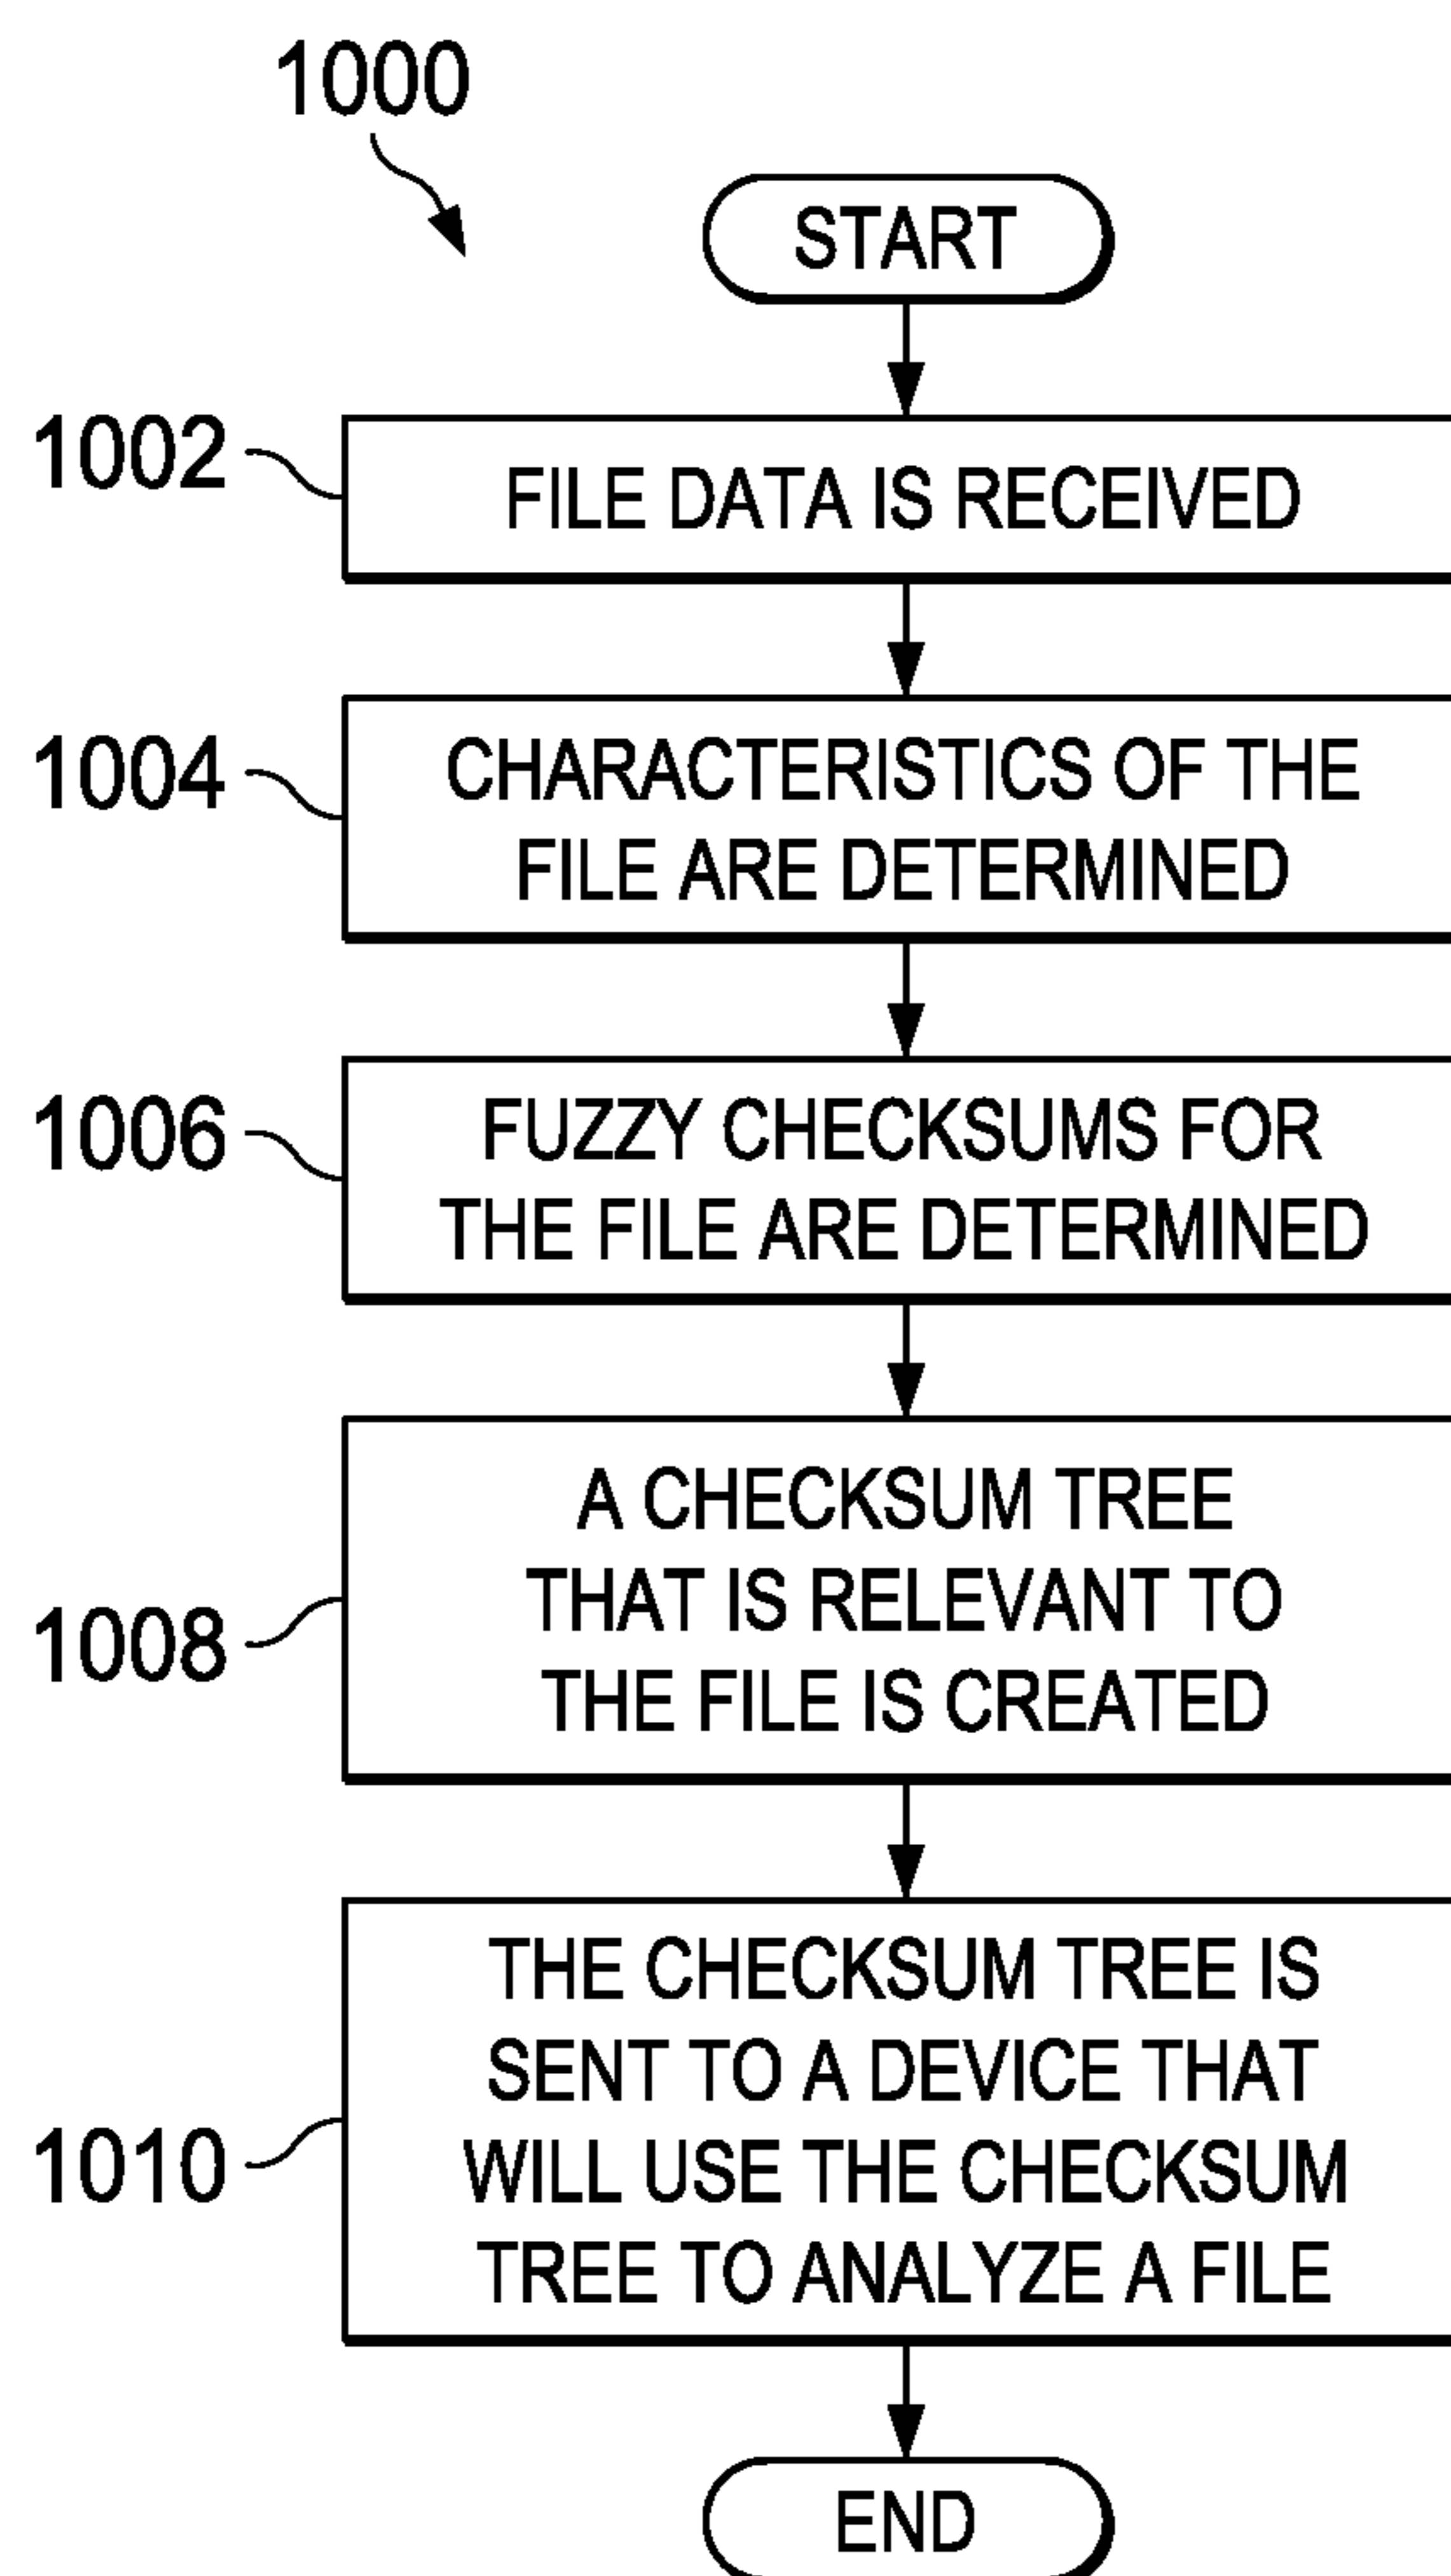 1000
START
1002
FILE DATA IS RECEIVED
1004
CHARACTERISTICS OF THE
FILE ARE DETERMINED
1006
FUZZY CHECKSUMS FOR
THE FILE ARE DETERMINED
1008
A CHECKSUM TREE
THAT IS RELEVANT TO
THE FILE IS CREATED
1010
THE CHECKSUM TREE IS
SENT TO A DEVICE THAT
WILL USE THE CHECKSUM
TREE TO ANALYZE A FILE
END